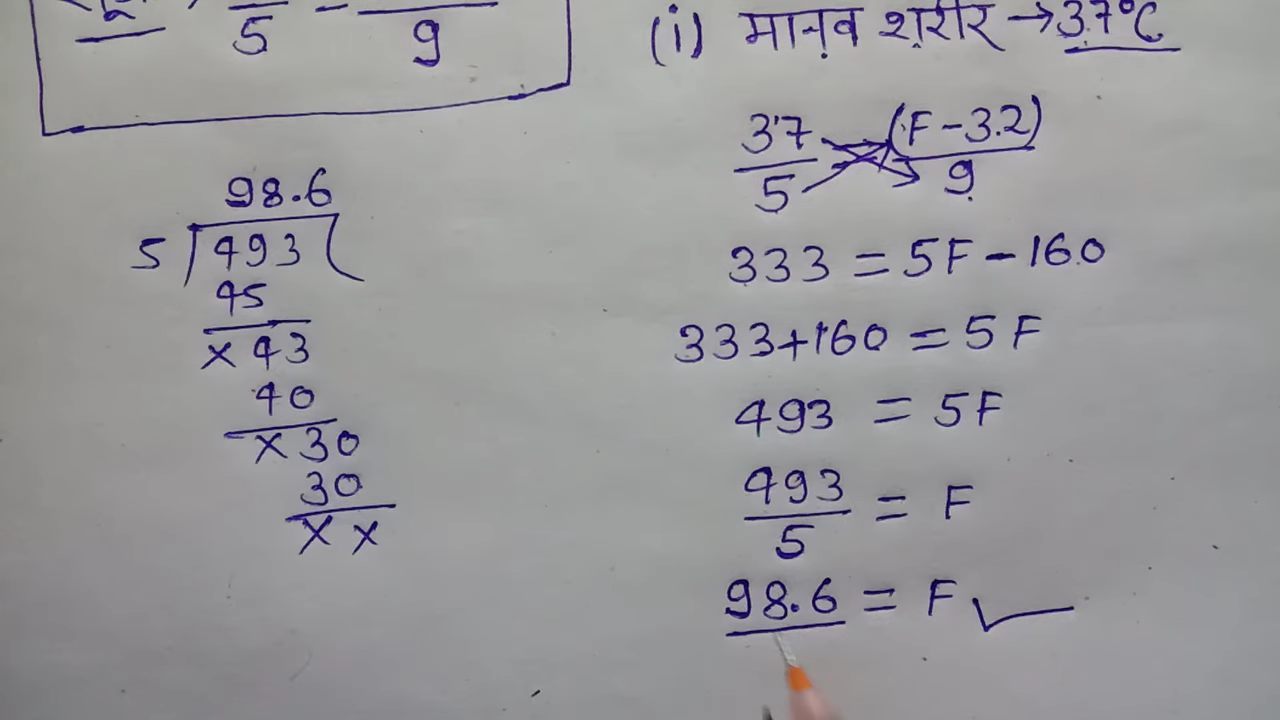 5 - 9
98.6
5 ) 493 (
45
× 43
40
× 30
30
× ×
(i) मानव शरीर → 37°C
37/5 (F - 32)/9
333 = 5F - 160
333 + 160 = 5F
493 = 5F
493/5 = F
98.6 = F ✓